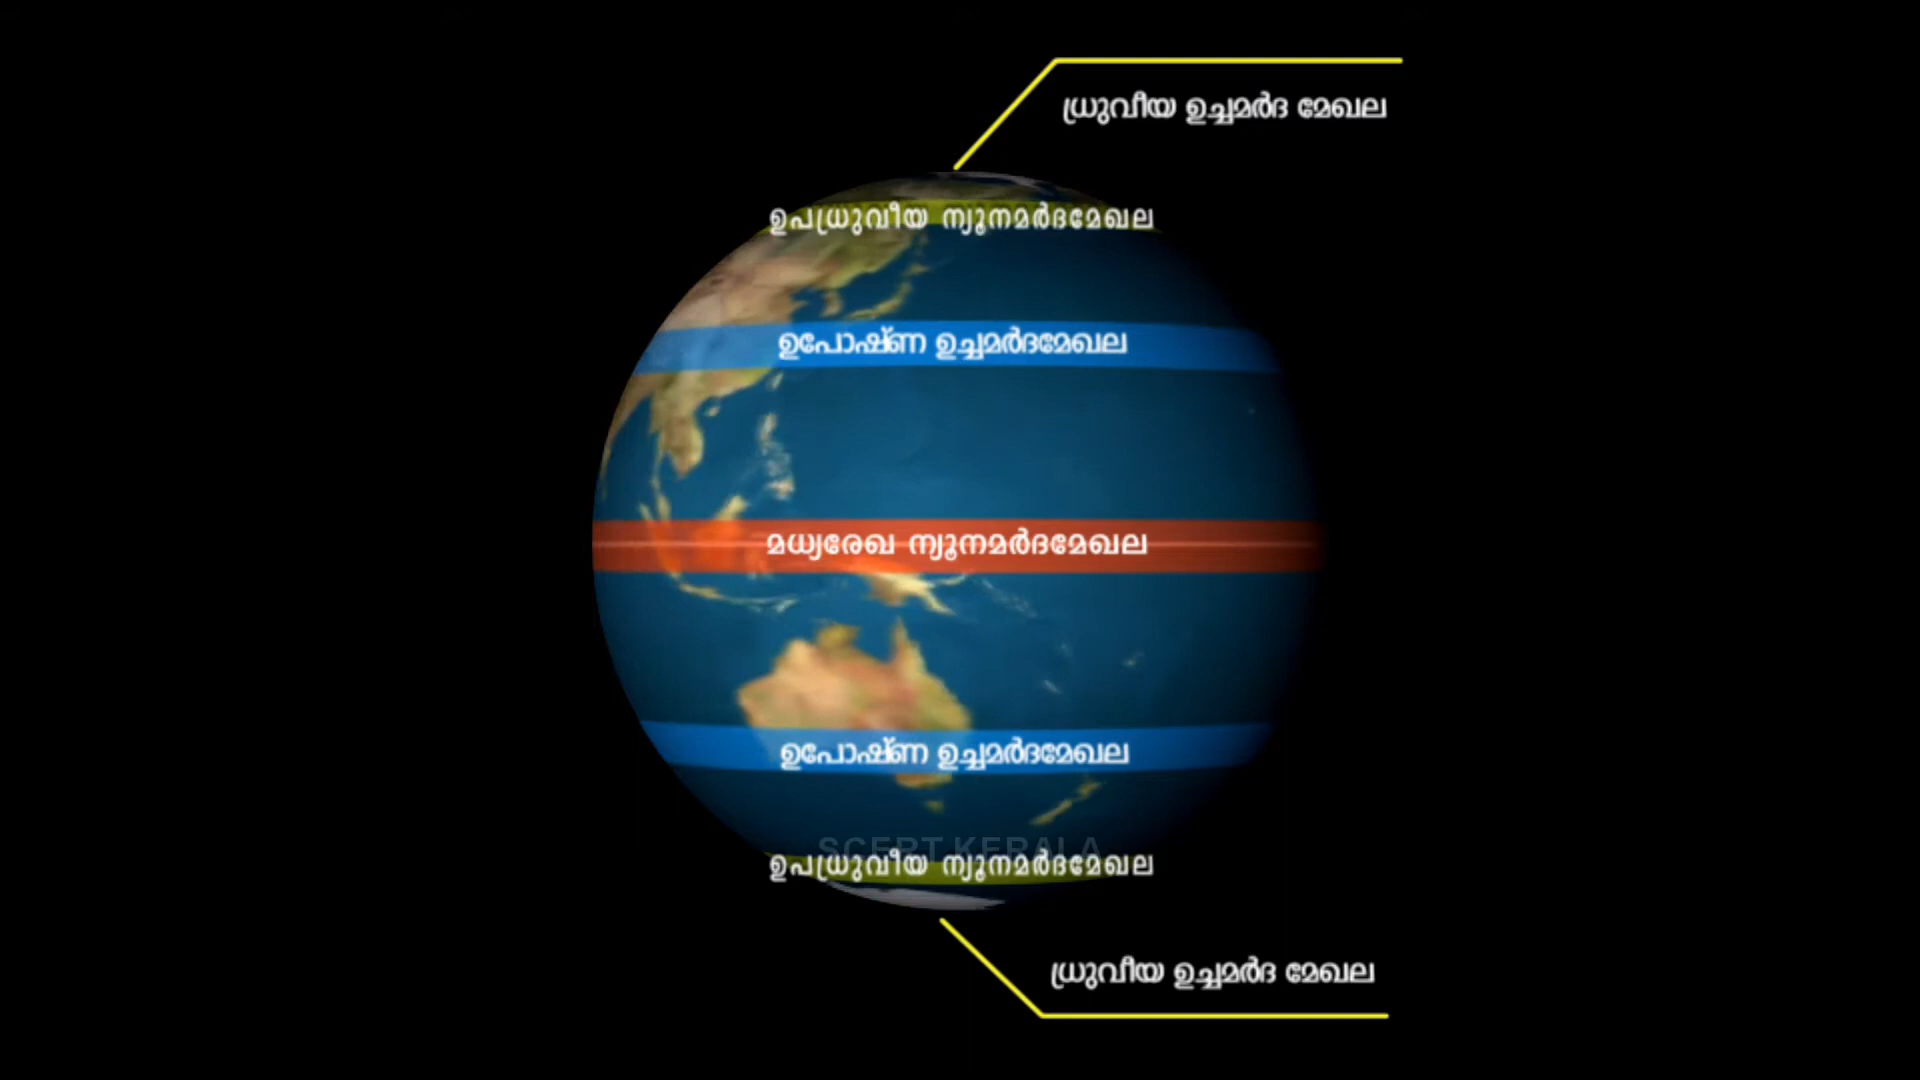 ധ്രുവീയ ഉച്ചമർദ മേഖല
ഉപധ്രുവീയ ന്യൂനമർദമേഖല
ഉപോഷ്ണ ഉച്ചമർദമേഖല
മധ്യരേഖ ന്യൂനമർദമേഖല
ഉപോഷ്ണ ഉച്ചമർദമേഖല
SCERT KERALA
ഉപധ്രുവീയ ന്യൂനമർദമേഖല
ധ്രുവീയ ഉച്ചമർദ മേഖല